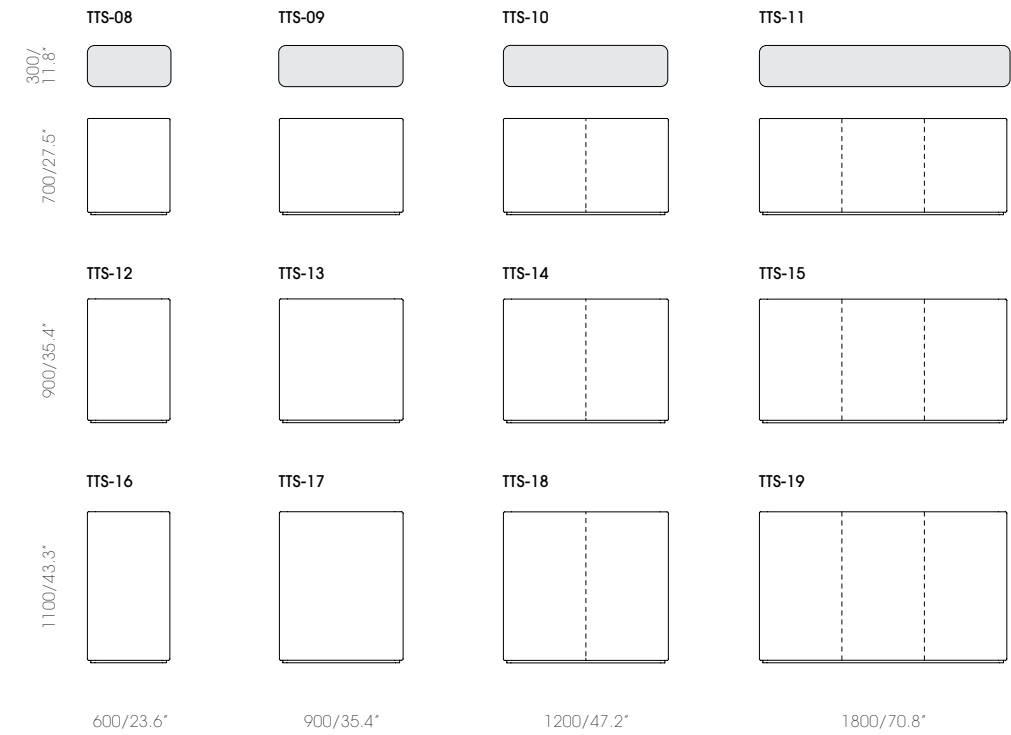 TTS-08
TTS-09
TTS-10
TTS-11
300/
11.8″
700/27.5″
TTS-12
TTS-13
TTS-14
TTS-15
900/35.4″
TTS-16
TTS-17
TTS-18
TTS-19
1100/43.3″
600/23.6″
900/35.4″
1200/47.2″
1800/70.8″